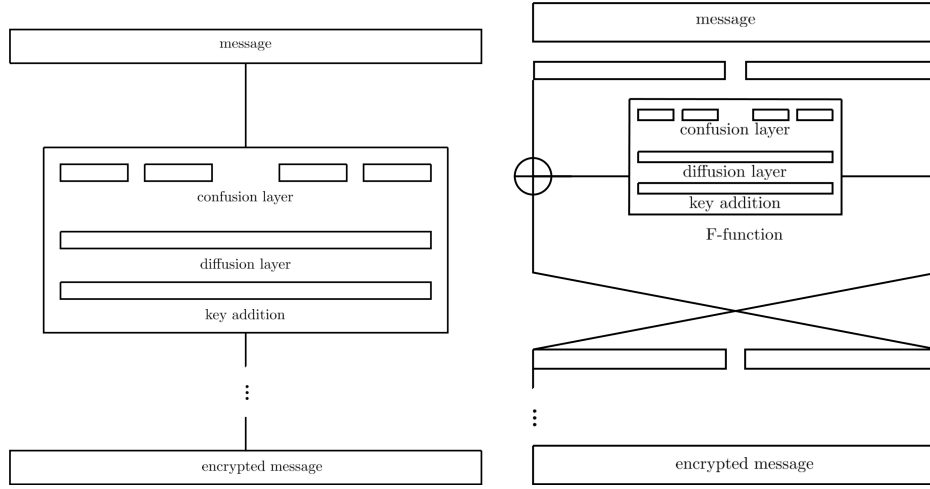 message
confusion layer
diffusion layer
key addition
⋮
encrypted message
message
confusion layer
diffusion layer
key addition
F-function
⋮
encrypted message